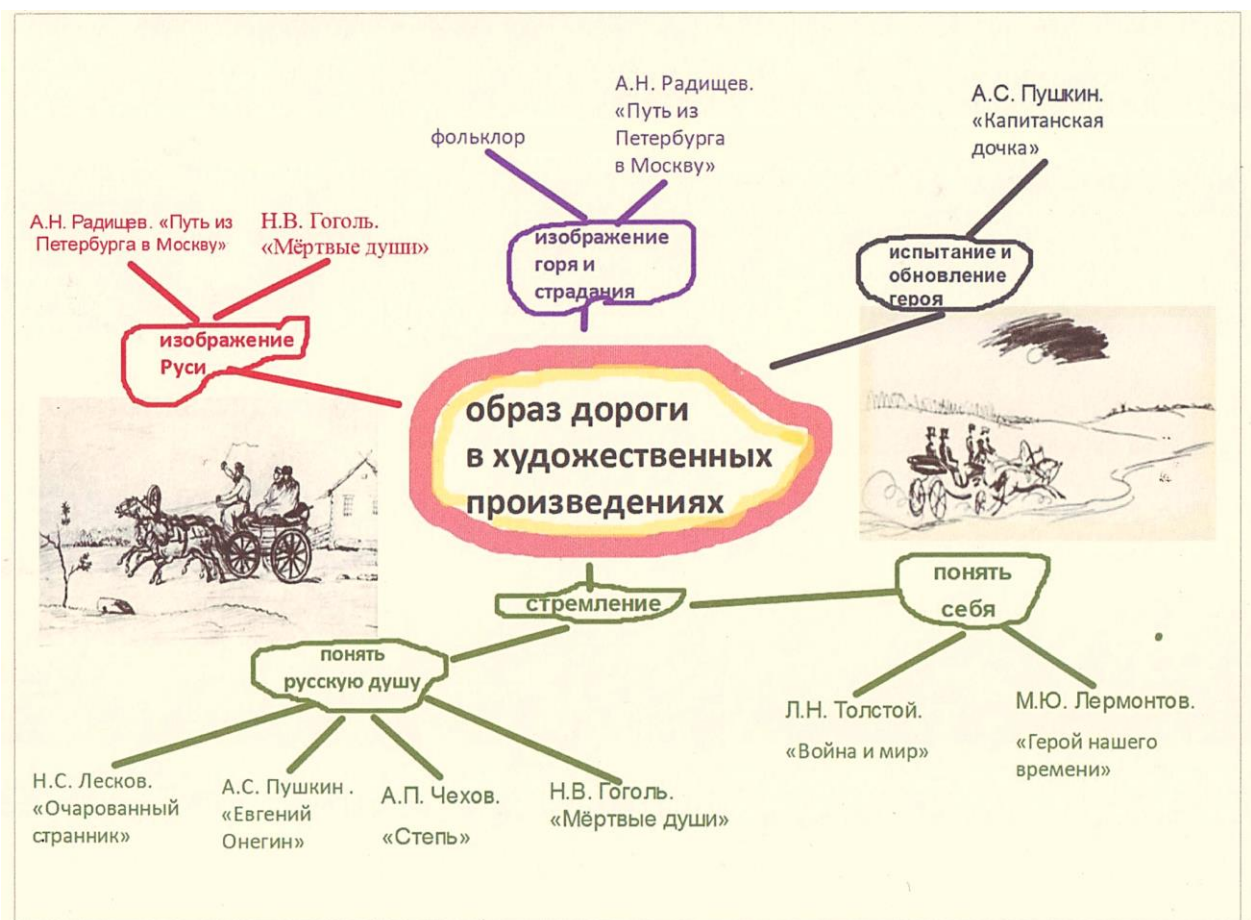 А.Н. Радищев.
«Путь из
Петербурга
в Москву»
А.С. Пушкин.
«Капитанская
дочка»
фольклор
А.Н. Радищев. «Путь из
Петербурга в Москву»
Н.В. Гоголь.
«Мёртвые души»
изображение
горя и
страдания
испытание и
обновление
героя
изображение
Руси
образ дороги
в художественных
произведениях
стремление
понять
себя
понять
русскую душу
Л.Н. Толстой.
«Война и мир»
М.Ю. Лермонтов.
«Герой нашего
времени»
Н.С. Лесков.
«Очарованный
странник»
А.С. Пушкин .
«Евгений
Онегин»
А.П. Чехов.
«Степь»
Н.В. Гоголь.
«Мёртвые души»